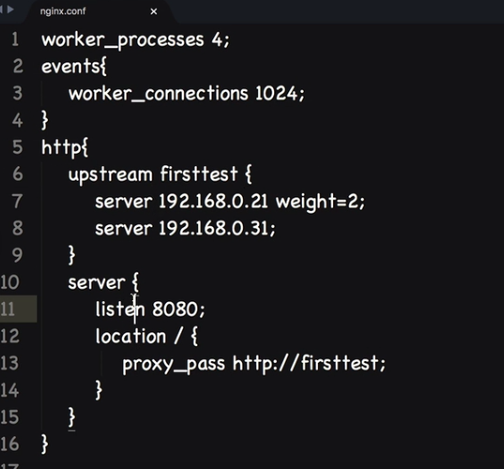 nginx.conf ×
1 worker_processes 4;
2 events{
3 worker_connections 1024;
4 }
5 http{
6 upstream firsttest {
7 server 192.168.0.21 weight=2;
8 server 192.168.0.31;
9 }
10 server {
11 listen 8080;
12 location / {
13 proxy_pass http://firsttest;
14 }
15 }
16 }
17